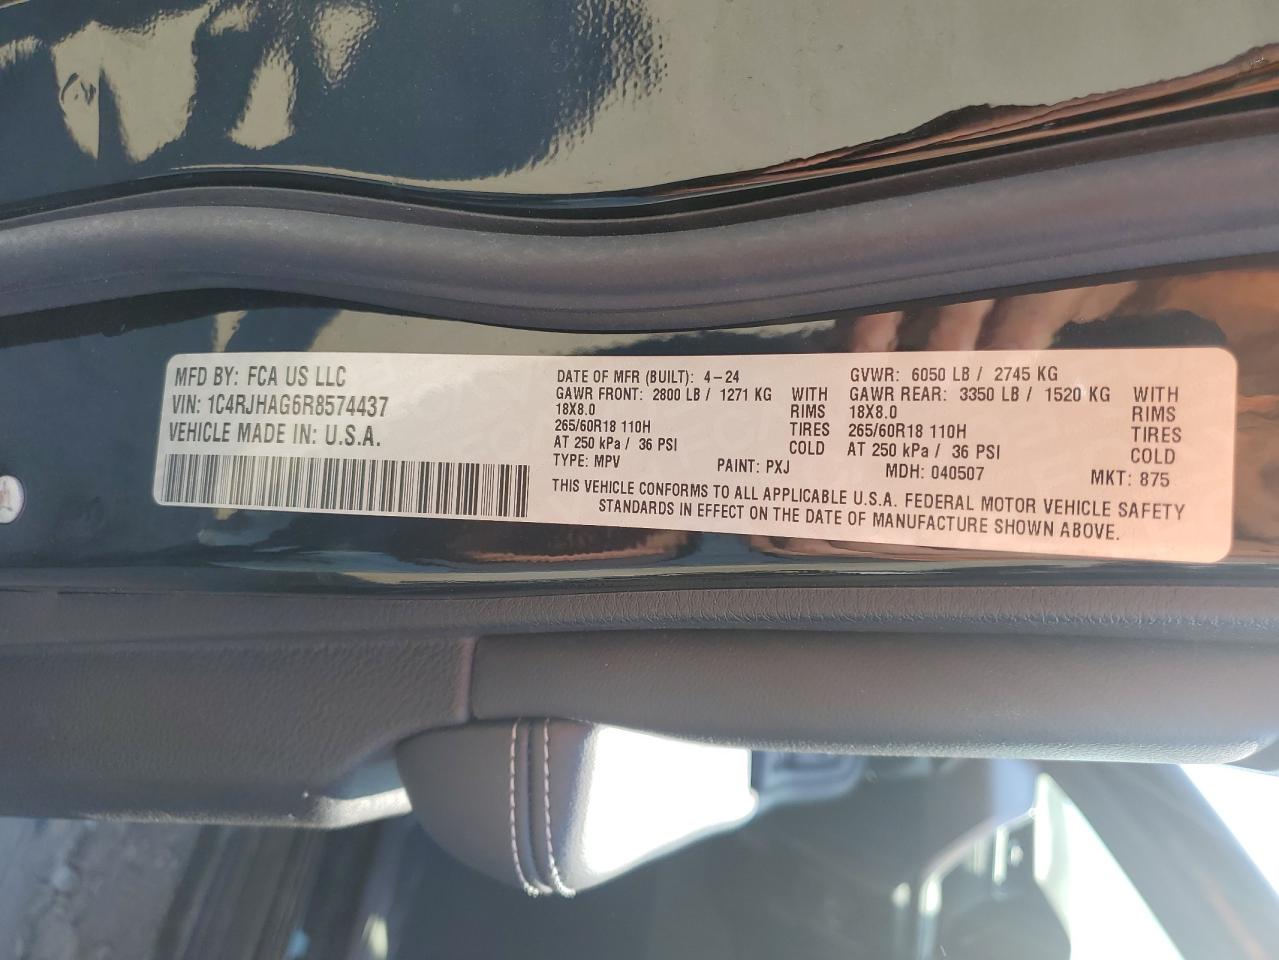 MFD BY: FCA US LLC
VIN: 1C4RJHAG6R8574437
VEHICLE MADE IN: U.S.A.
DATE OF MFR (BUILT): 4-24 GVWR: 6050 LB / 2745 KG
GAWR FRONT: 2800 LB / 1271 KG WITH GAWR REAR: 3350 LB / 1520 KG WITH
18X8.0 RIMS 18X8.0 RIMS
265/60R18 110H TIRES 265/60R18 110H TIRES
AT 250 kPa / 36 PSI COLD AT 250 kPa / 36 PSI COLD
TYPE: MPV PAINT: PXJ MDH: 040507 MKT: 875
THIS VEHICLE CONFORMS TO ALL APPLICABLE U.S.A. FEDERAL MOTOR VEHICLE SAFETY
STANDARDS IN EFFECT ON THE DATE OF MANUFACTURE SHOWN ABOVE.